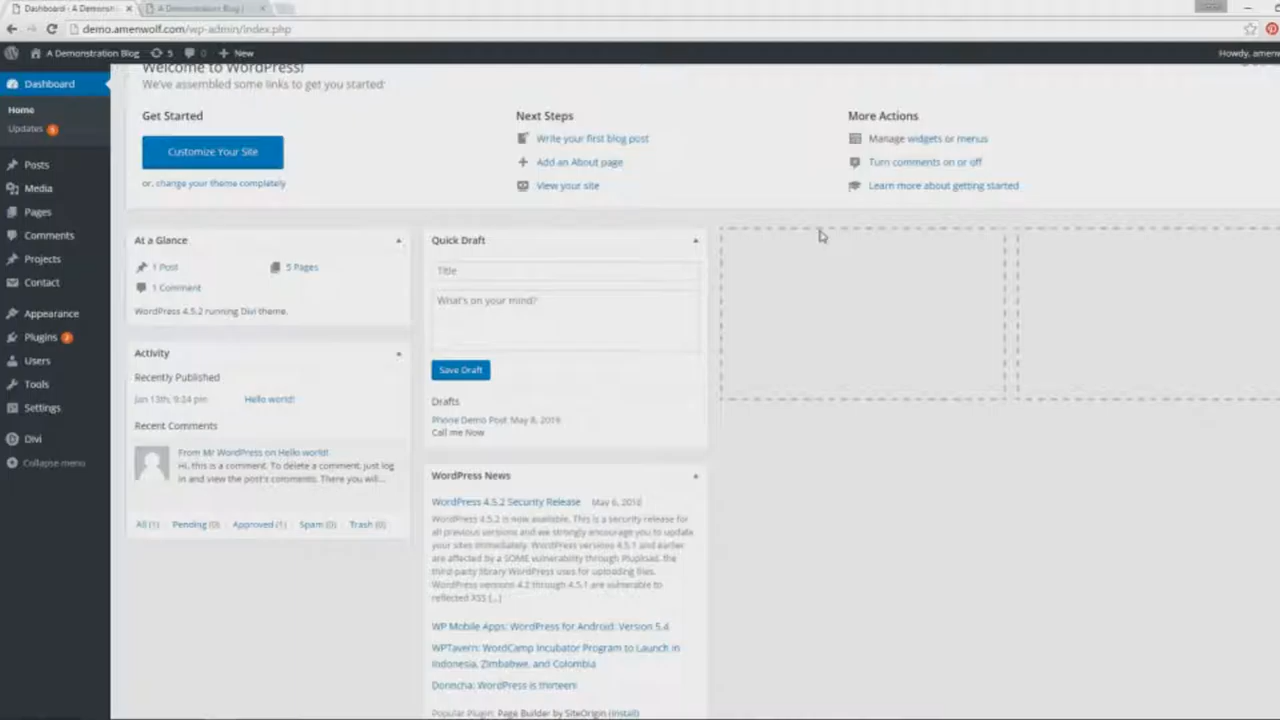 Dashboard ‹ A Demonst
A Demonstration Blog |
demo.amenwolf.com/wp-admin/index.php
A Demonstration Blog 5 0 New
Howdy, amenw
Dashboard
Home
Updates 5
Posts
Media
Pages
Comments
Projects
Contact
Appearance
Plugins 2
Users
Tools
Settings
Divi
Collapse menu
Welcome to WordPress!
We've assembled some links to get you started:
Get Started
Customize Your Site
or, change your theme completely
Next Steps
Write your first blog post
Add an About page
View your site
More Actions
Manage widgets or menus
Turn comments on or off
Learn more about getting started
At a Glance
1 Post 5 Pages
1 Comment
WordPress 4.5.2 running Divi theme.
Activity
Recently Published
Jan 13th, 9:24 pm Hello world!
Recent Comments
From Mr WordPress on Hello world!
Hi, this is a comment. To delete a comment, just log
in and view the post's comments. There you will…
All (1) Pending (0) Approved (1) Spam (0) Trash (0)
Quick Draft
Title
What's on your mind?
Save Draft
Drafts
Phone Demo Post May 8, 2016
Call me Now
WordPress News
WordPress 4.5.2 Security Release May 6, 2016
WordPress 4.5.2 is now available. This is a security release for
all previous versions and we strongly encourage you to update
your sites immediately. WordPress versions 4.5.1 and earlier
are affected by a SOME vulnerability through Plupload, the
third-party library WordPress uses for uploading files.
WordPress versions 4.2 through 4.5.1 are vulnerable to
reflected XSS […]
WP Mobile Apps: WordPress for Android: Version 5.4
WPTavern: WordCamp Incubator Program to Launch in
Indonesia, Zimbabwe, and Colombia
Donncha: WordPress is thirteen!
Popular Plugin: Page Builder by SiteOrigin (Install)